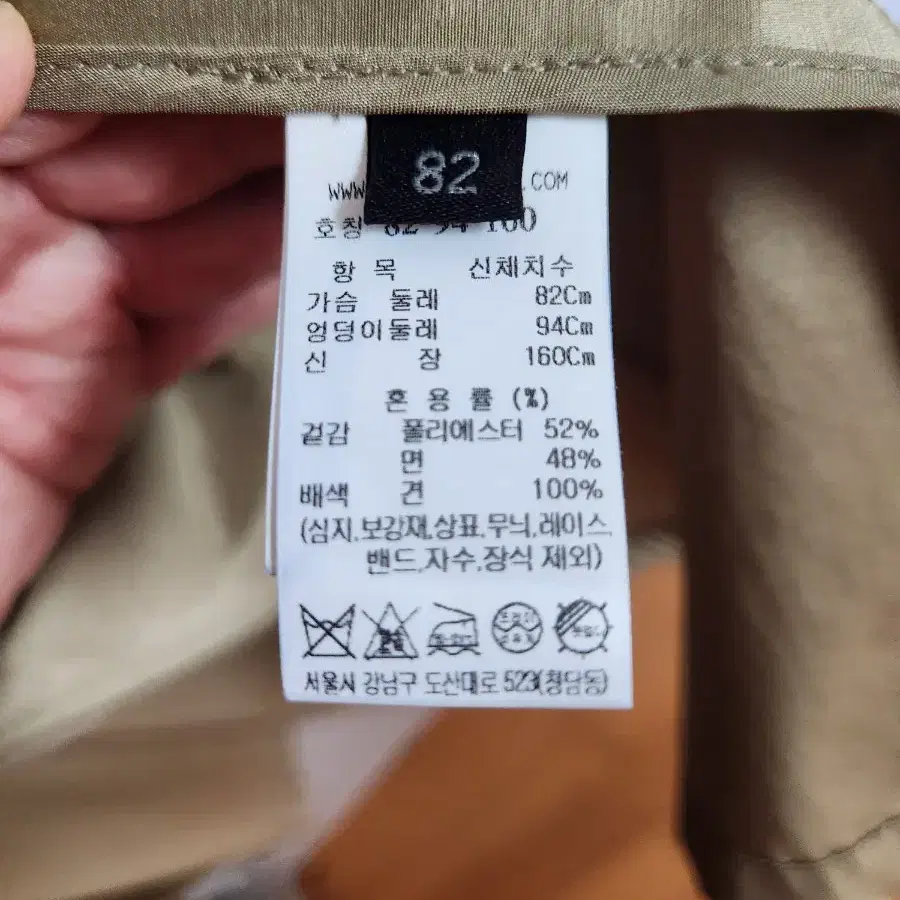 82
WWW .COM
호칭 82-94-160
항 목 신체치수
가슴 둘레 82Cm
엉덩이둘레 94Cm
신 장 160Cm
혼 용 률 (%)
겉감 폴리에스터 52%
면 48%
배색 견 100%
(심지,보강재,상표,무늬,레이스,
밴드,자수,장식 제외)
서울시 강남구 도산대로 523(청담동)